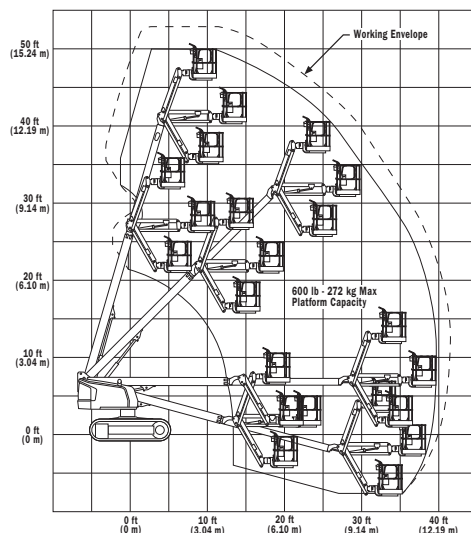 50 ft
(15.24 m)
Working Envelope
40 ft
(12.19 m)
30 ft
(9.14 m)
20 ft
(6.10 m)
600 lb - 272 kg Max
Platform Capacity
10 ft
(3.04 m)
0 ft
(0 m)
0 ft
(0 m)
10 ft
(3.04 m)
20 ft
(6.10 m)
30 ft
(9.14 m)
40 ft
(12.19 m)